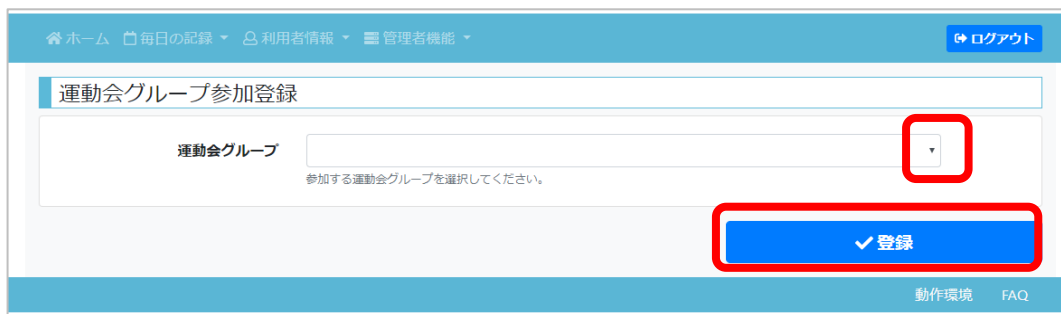 ホーム 毎日の記録 利用者情報 管理者機能 ログアウト
運動会グループ参加登録
運動会グループ
参加する運動会グループを選択してください。
登録
動作環境 FAQ